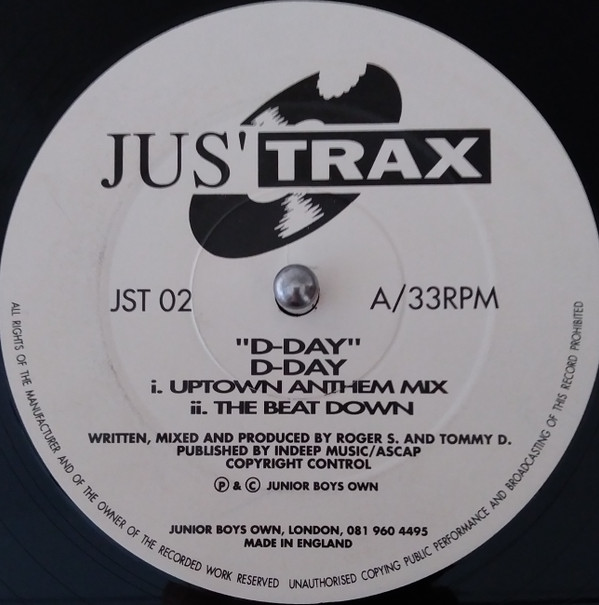 JUS' TRAX
JST 02 A/33RPM
"D-DAY"
D-DAY
i. UPTOWN ANTHEM MIX
ii. THE BEAT DOWN
WRITTEN, MIXED AND PRODUCED BY ROGER S. AND TOMMY D.
PUBLISHED BY INDEEP MUSIC/ASCAP
COPYRIGHT CONTROL
Ⓟ & Ⓒ JUNIOR BOYS OWN
JUNIOR BOYS OWN, LONDON, 081 960 4495
MADE IN ENGLAND
ALL RIGHTS OF THE MANUFACTURER AND OF THE OWNER OF THE RECORDED WORK RESERVED UNAUTHORISED COPYING PUBLIC PERFORMANCE AND BROADCASTING OF THIS RECORD PROHIBITED